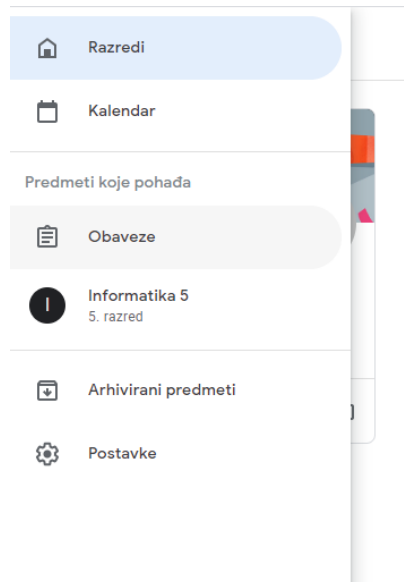 Razredi
Kalendar
Predmeti koje pohađa
Obaveze
I
Informatika 5
5. razred
Arhivirani predmeti
Postavke